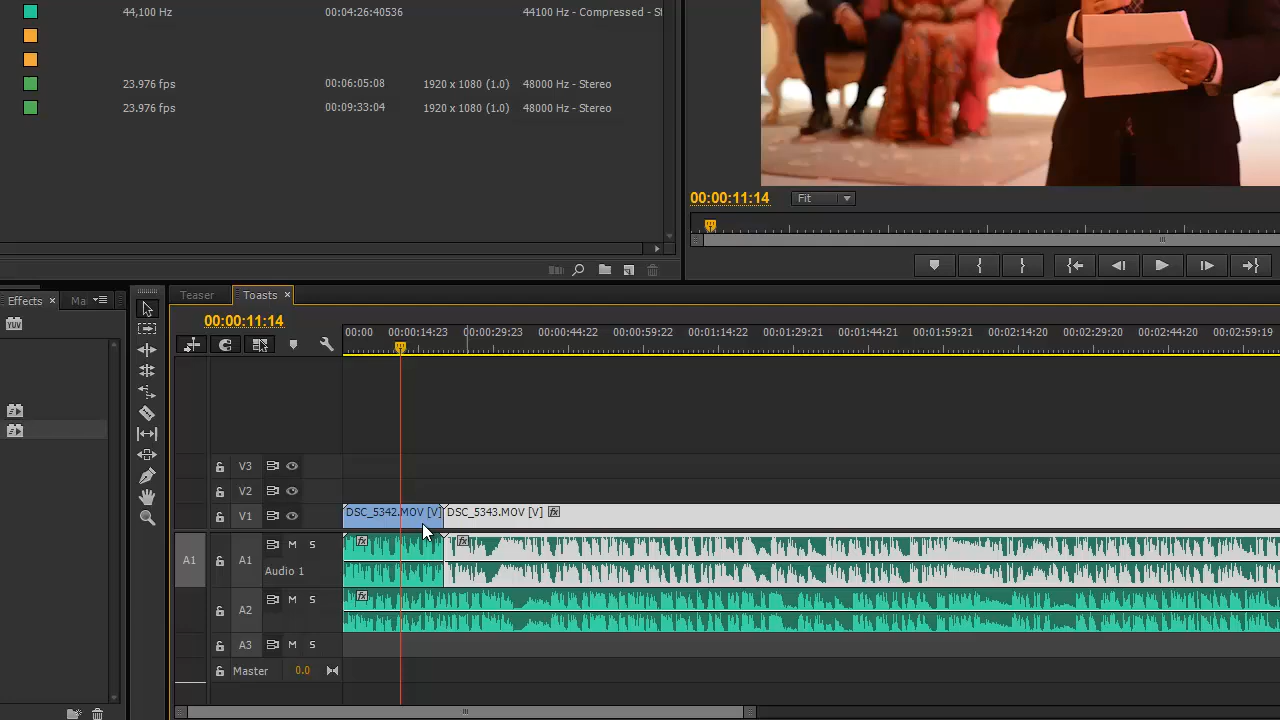 44,100 Hz 00:04:26:40536 44100 Hz - Compressed - S
23.976 fps 00:06:05:08 1920 x 1080 (1.0) 48000 Hz - Stereo
23.976 fps 00:09:33:04 1920 x 1080 (1.0) 48000 Hz - Stereo
00:00:11:14 Fit
Effects × Ma
YUV
Teaser Toasts ×
00:00:11:14
00:00 00:00:14:23 00:00:29:23 00:00:44:22 00:00:59:22 00:01:14:22 00:01:29:21 00:01:44:21 00:01:59:21 00:02:14:20 00:02:29:20 00:02:44:20 00:02:59:19
V3
V2
V1 DSC_5342.MOV [V] DSC_5343.MOV [V] fx
A1 A1 M S fx fx
Audio 1
A2 M S fx
A3 M S
Master 0.0